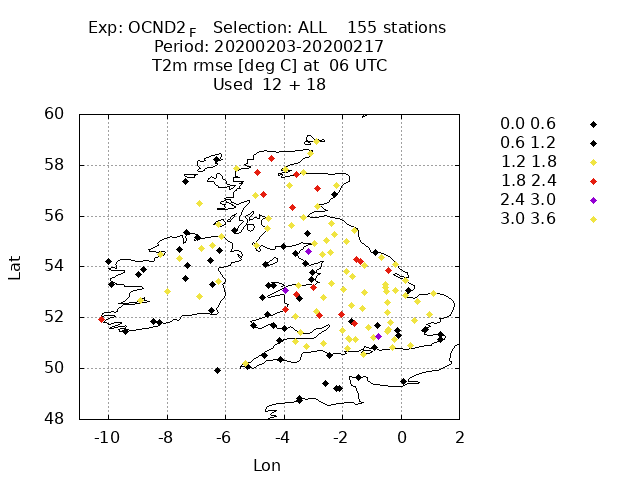 Exp: OCND2_F Selection: ALL 155 stations
Period: 20200203-20200217
T2m rmse [deg C] at 06 UTC
Used 12 + 18
60
58
56
54
52
50
48
Lat
-10 -8 -6 -4 -2 0 2
Lon
0.0 0.6
0.6 1.2
1.2 1.8
1.8 2.4
2.4 3.0
3.0 3.6